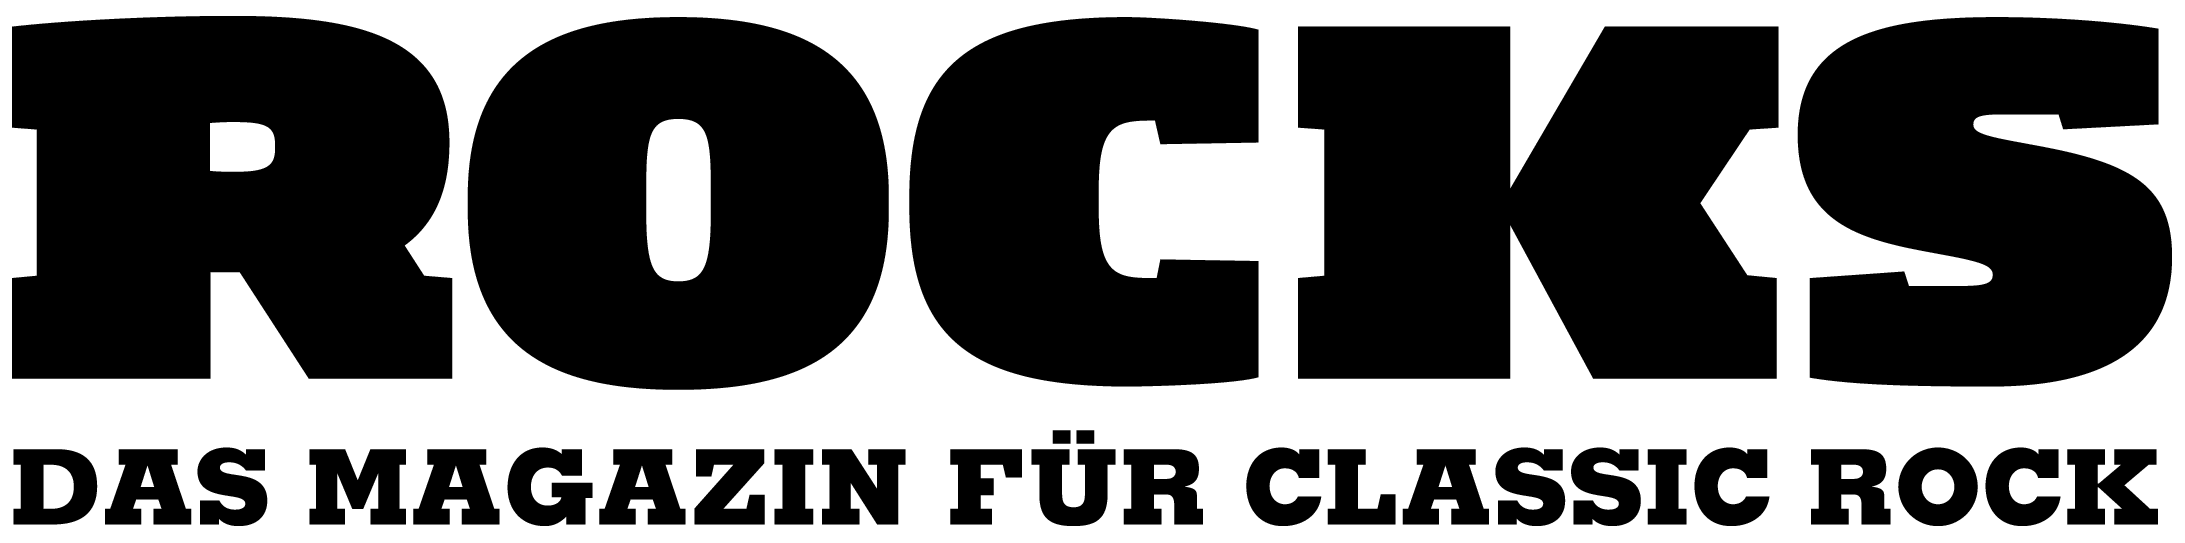 ROCKS
DAS MAGAZIN FÜR CLASSIC ROCK